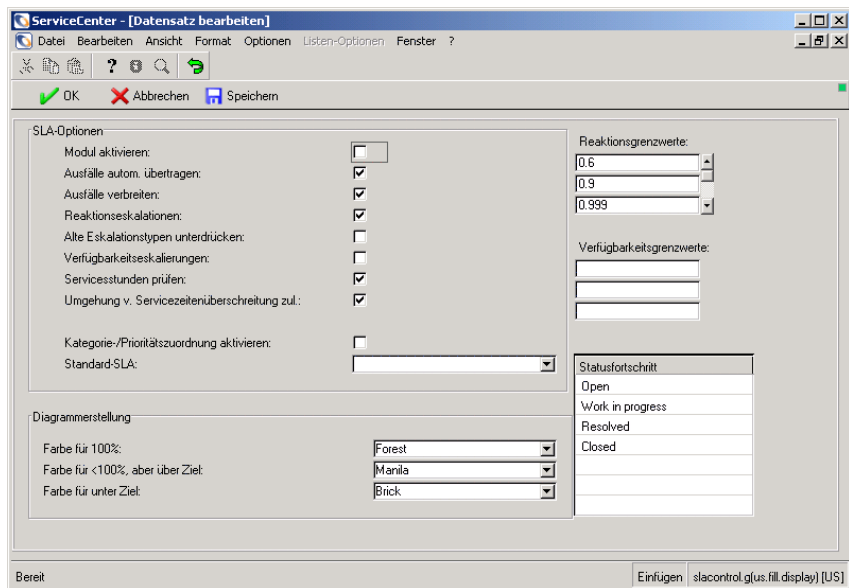 ServiceCenter - [Datensatz bearbeiten]
Datei Bearbeiten Ansicht Format Optionen Listen-Optionen Fenster ?
OK Abbrechen Speichern
SLA-Optionen
Modul aktivieren:
Ausfälle autom. übertragen:
Ausfälle verbreiten:
Reaktionseskalationen:
Alte Eskalationstypen unterdrücken:
Verfügbarkeitseskalierungen:
Servicesstunden prüfen:
Umgehung v. Servicezeitenüberschreitung zul.:
Kategorie-/Prioritätszuordnung aktivieren:
Standard-SLA:
Reaktionsgrenzwerte:
0.6
0.9
0.999
Verfügbarkeitsgrenzwerte:
Statusfortschritt
Open
Work in progress
Resolved
Closed
Diagrammerstellung
Farbe für 100%: Forest
Farbe für <100%, aber über Ziel: Manila
Farbe für unter Ziel: Brick
Bereit Einfügen slacontrol.g(us.fill.display) [US]